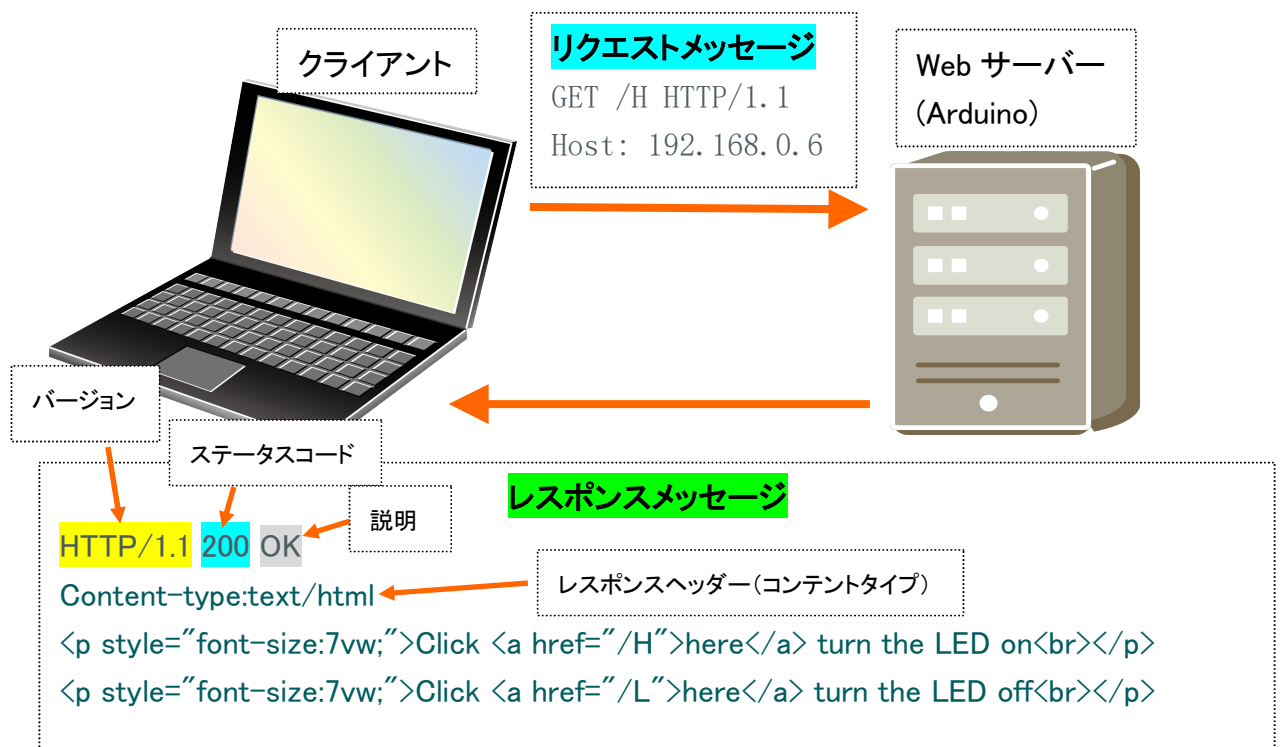 クライアント
リクエストメッセージ
GET /H HTTP/1.1
Host: 192.168.0.6
Web サーバー
(Arduino)
バージョン
ステータスコード
説明
レスポンスメッセージ
HTTP/1.1 200 OK
レスポンスヘッダー(コンテントタイプ)
Content-type:text/html
<p style="font-size:7vw;">Click <a href="/H">here</a> turn the LED on<br></p>
<p style="font-size:7vw;">Click <a href="/L">here</a> turn the LED off<br></p>